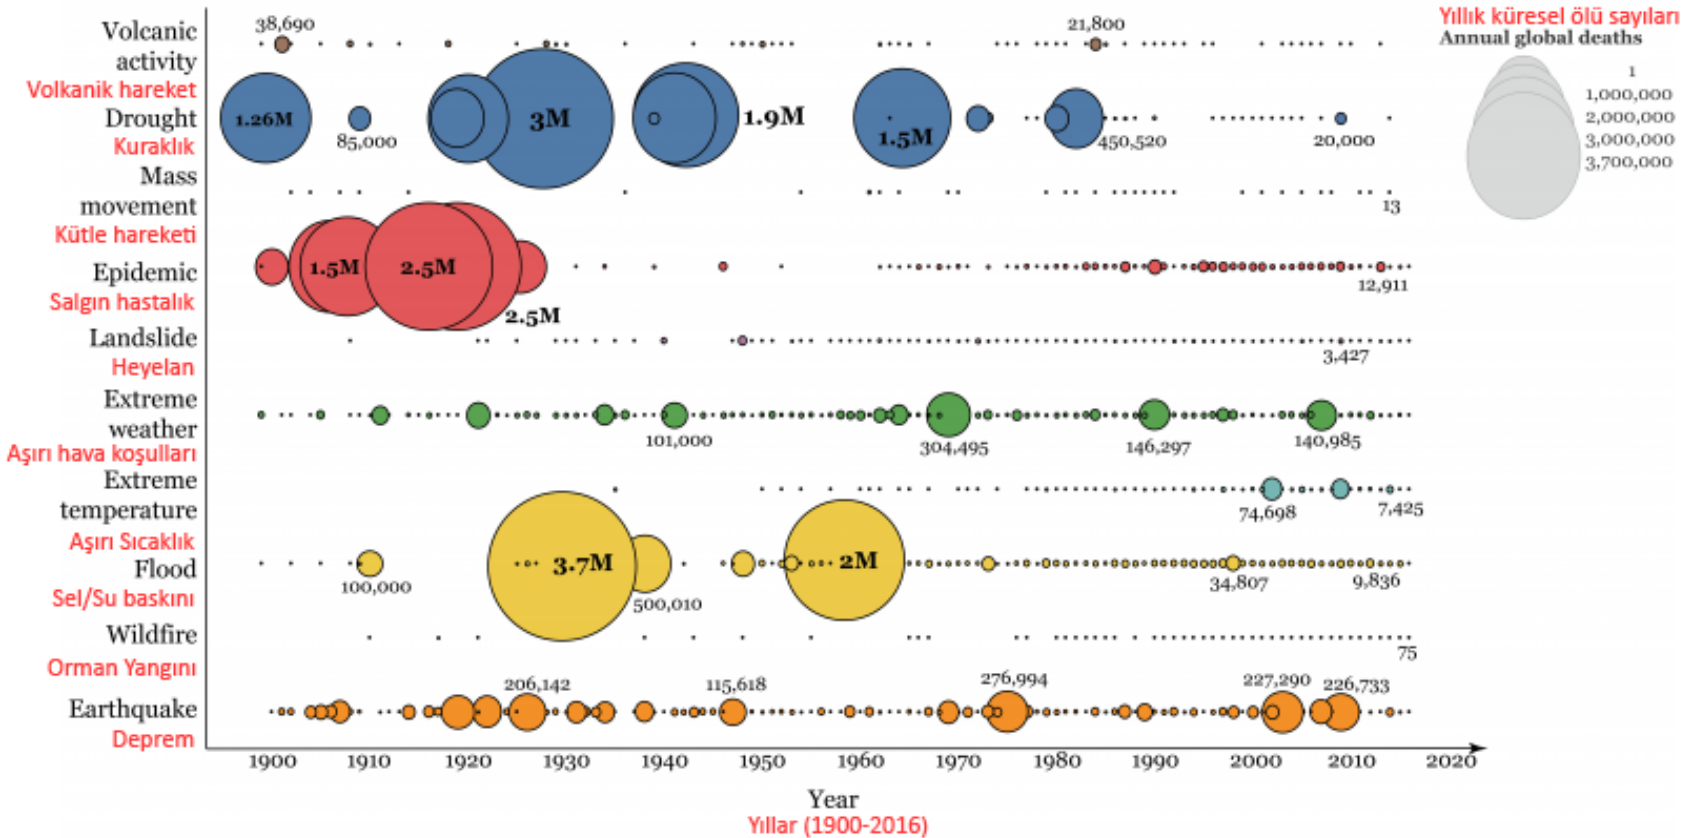 Yıllık küresel ölü sayıları
Annual global deaths
1
1,000,000
2,000,000
3,000,000
3,700,000
Volcanic
activity
Volkanik hareket
38,690
21,800
Drought
Kuraklık
1.26M
85,000
3M
1.9M
1.5M
450,520
20,000
Mass
movement
Kütle hareketi
13
Epidemic
Salgın hastalık
1.5M
2.5M
2.5M
12,911
Landslide
Heyelan
3,427
Extreme
weather
Aşırı hava koşulları
101,000
304,495
146,297
140,985
Extreme
temperature
Aşırı Sıcaklık
74,698
7,425
Flood
Sel/Su baskını
100,000
3.7M
500,010
2M
34,807
9,836
Wildfire
Orman Yangını
75
Earthquake
Deprem
206,142
115,618
276,994
227,290
226,733
1900
1910
1920
1930
1940
1950
1960
1970
1980
1990
2000
2010
2020
Year
Yıllar (1900-2016)